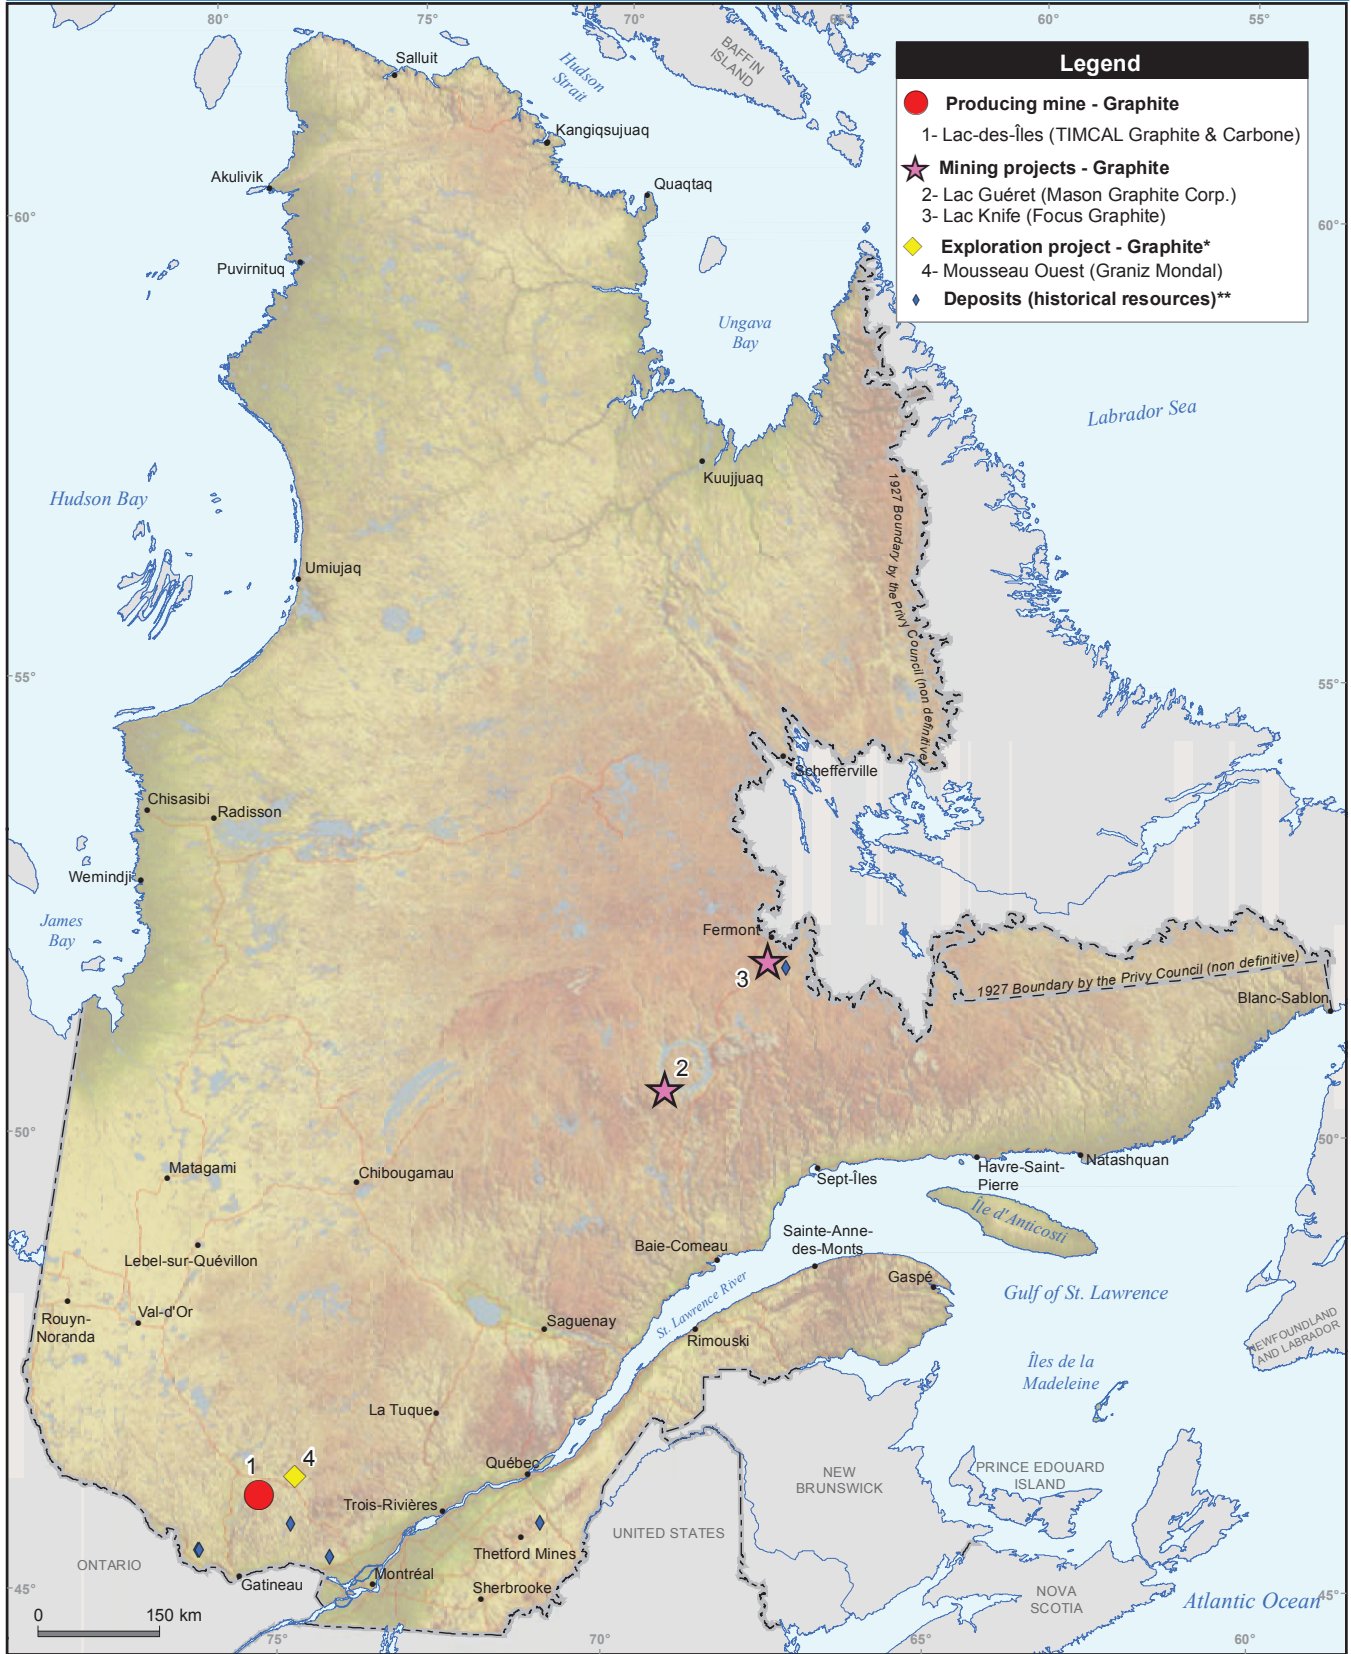 80°
75°
70°
65°
60°
55°
Legend
Producing mine - Graphite
1- Lac-des-Îles (TIMCAL Graphite & Carbone)
Mining projects - Graphite
2- Lac Guéret (Mason Graphite Corp.)
3- Lac Knife (Focus Graphite)
Exploration project - Graphite*
4- Mousseau Ouest (Graniz Mondal)
Deposits (historical resources)**
BAFFIN
ISLAND
Salluit
Hudson
Strait
Kangiqsujuaq
Akulivik
Quaqtaq
60°
60°
Puvirnituq
Ungava
Bay
Labrador Sea
Kuujjuaq
Hudson Bay
1927 Boundary by the Privy Council (non definitive)
Umiujaq
55°
55°
Schefferville
Chisasibi
Radisson
Wemindji
James
Bay
Fermont
3
1927 Boundary by the Privy Council (non definitive)
Blanc-Sablon
2
50°
50°
Matagami
Chibougamau
Sept-Îles
Havre-Saint-
Pierre
Natashquan
Île d'Anticosti
Sainte-Anne-
des-Monts
Baie-Comeau
Lebel-sur-Quévillon
Gaspé
St. Lawrence River
Gulf of St. Lawrence
Rouyn-
Noranda
Val-d'Or
Saguenay
Rimouski
NEWFOUNDLAND
AND LABRADOR
Îles de la
Madeleine
La Tuque
1
4
Québec
NEW
BRUNSWICK
PRINCE EDOUARD
ISLAND
Trois-Rivières
UNITED STATES
Thetford Mines
ONTARIO
Gatineau
Montréal
Sherbrooke
NOVA
SCOTIA
Atlantic Ocean
45°
45°
0
150 km
75°
70°
65°
60°